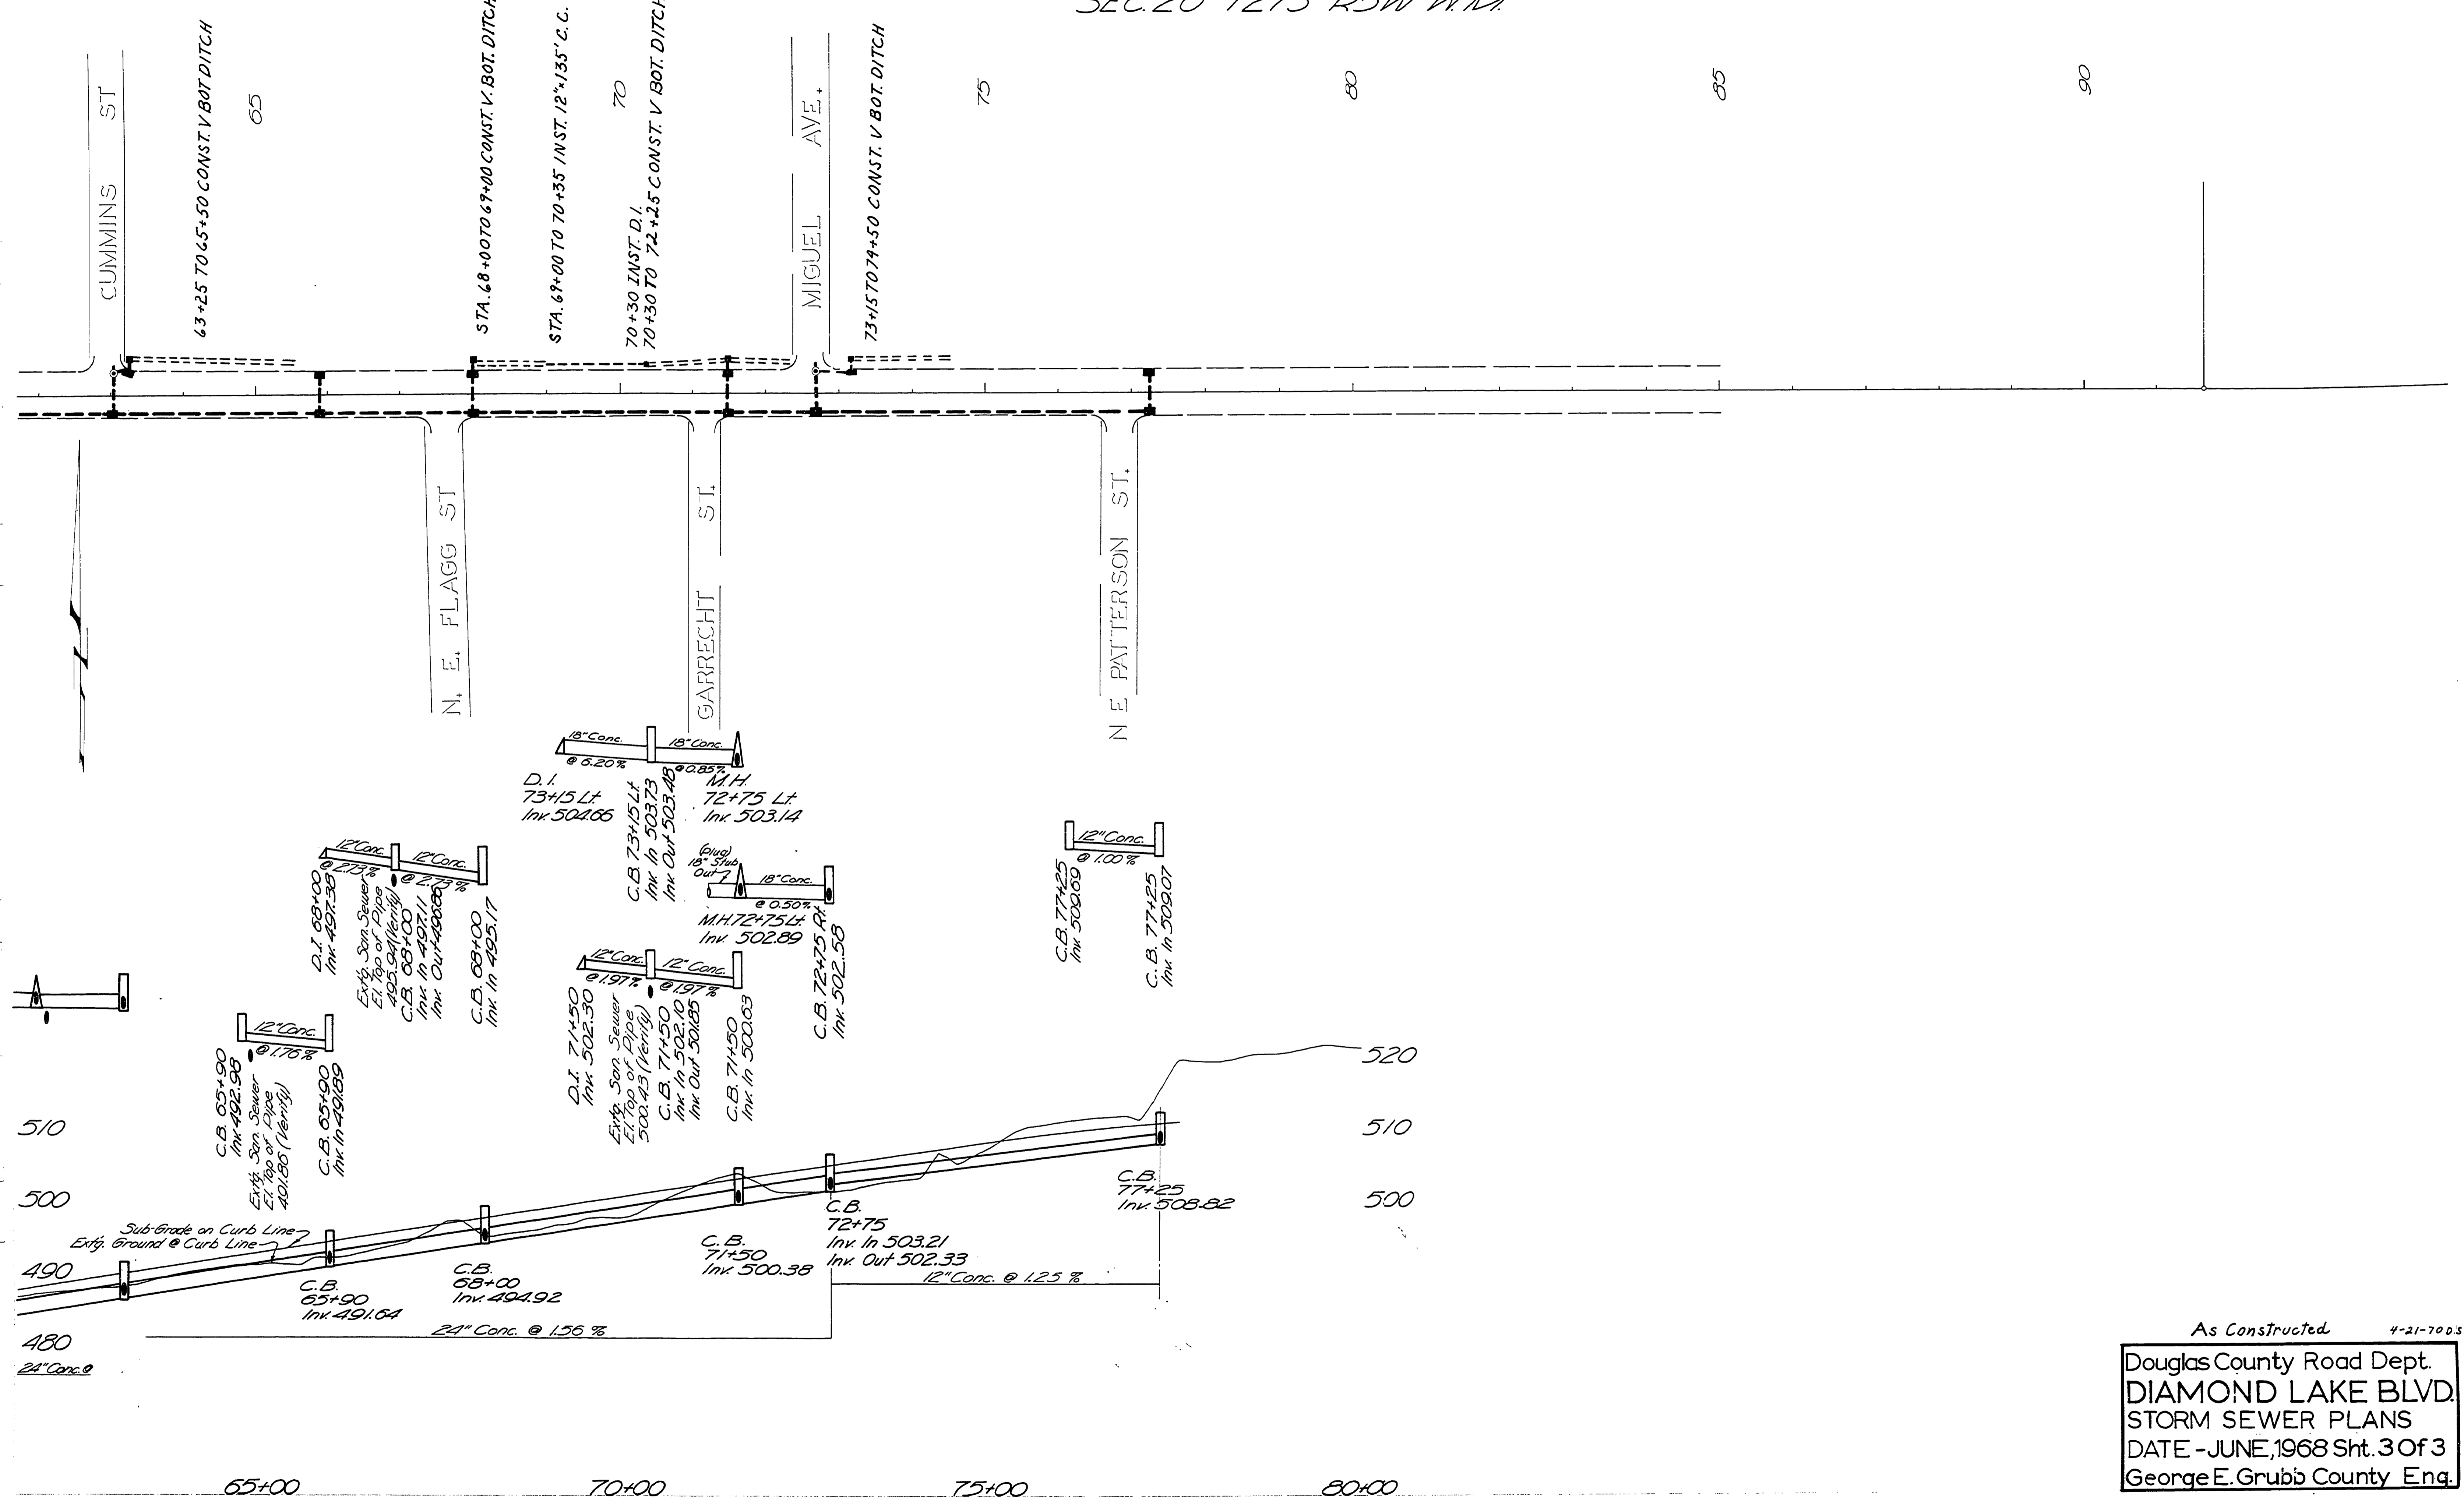 SEC. 20 T27S R5W W.M.
CUMMINS ST
63+25 TO 65+50 CONST. V BOT DITCH
65
STA. 68+00 TO 69+00 CONST. V. BOT. DITCH
STA. 69+00 TO 70+35 INST. 12"x135' C.C.
70
70+30 INST. D.I.
70+30 TO 72+25 CONST. V BOT. DITCH
MIGUEL AVE.
73+15 TO 74+50 CONST. V BOT. DITCH
75
80
85
90
N. E. FLAGG ST
GARRECHT ST.
N E PATTERSON ST.
18" Conc.
@ 6.20%
18" Conc.
@ 0.85%
D.I.
73+15 Lt.
Inv. 504.66
C.B. 73+15 Lt.
Inv. In 503.73
Inv. Out 503.48
M.H.
72+75 Lt.
Inv. 503.14
12" Conc.
@ 2.73%
12" Conc.
@ 2.73%
D.I. 68+00
Inv. 497.38
Extg. San. Sewer
El. Top of Pipe
495.94 (Verify)
C.B. 68+00
Inv. In 497.11
Inv. Out 496.86
C.B. 68+00
Inv. In 495.17
(Plug)
18" Stub
Out
18" Conc.
@ 0.50%
M.H. 72+75 Lt.
Inv. 502.89
C.B. 72+75 Rt.
Inv. 502.58
12" Conc.
@ 1.00%
C.B. 77+25
Inv. 509.69
C.B. 77+25
Inv. In 509.07
12" Conc.
@ 1.97%
12" Conc.
@ 1.97%
D.I. 71+50
Inv. 502.30
Extg. San. Sewer
El. Top of Pipe
500.43 (Verify)
C.B. 71+50
Inv. In 502.10
Inv. Out 501.85
C.B. 71+50
Inv. In 500.63
12" Conc.
@ 1.76%
C.B. 65+90
Inv. 492.98
Extg. San. Sewer
El. Top of Pipe
491.86 (Verify)
C.B. 65+90
Inv. In 491.89
520
510
510
500
500
490
480
Sub-Grade on Curb Line
Extg. Ground @ Curb Line
C.B.
65+90
Inv. 491.64
C.B.
68+00
Inv. 494.92
C.B.
71+50
Inv. 500.38
C.B.
72+75
Inv. In 503.21
Inv. Out 502.33
C.B.
77+25
Inv. 508.82
12" Conc. @ 1.25 %
24" Conc. @ 1.56 %
24" Conc. @
65+00
70+00
75+00
80+00
As Constructed 4-21-70 D.S
Douglas County Road Dept.
DIAMOND LAKE BLVD.
STORM SEWER PLANS
DATE - JUNE, 1968 Sht. 3 Of 3
George E. Grubb County Eng.